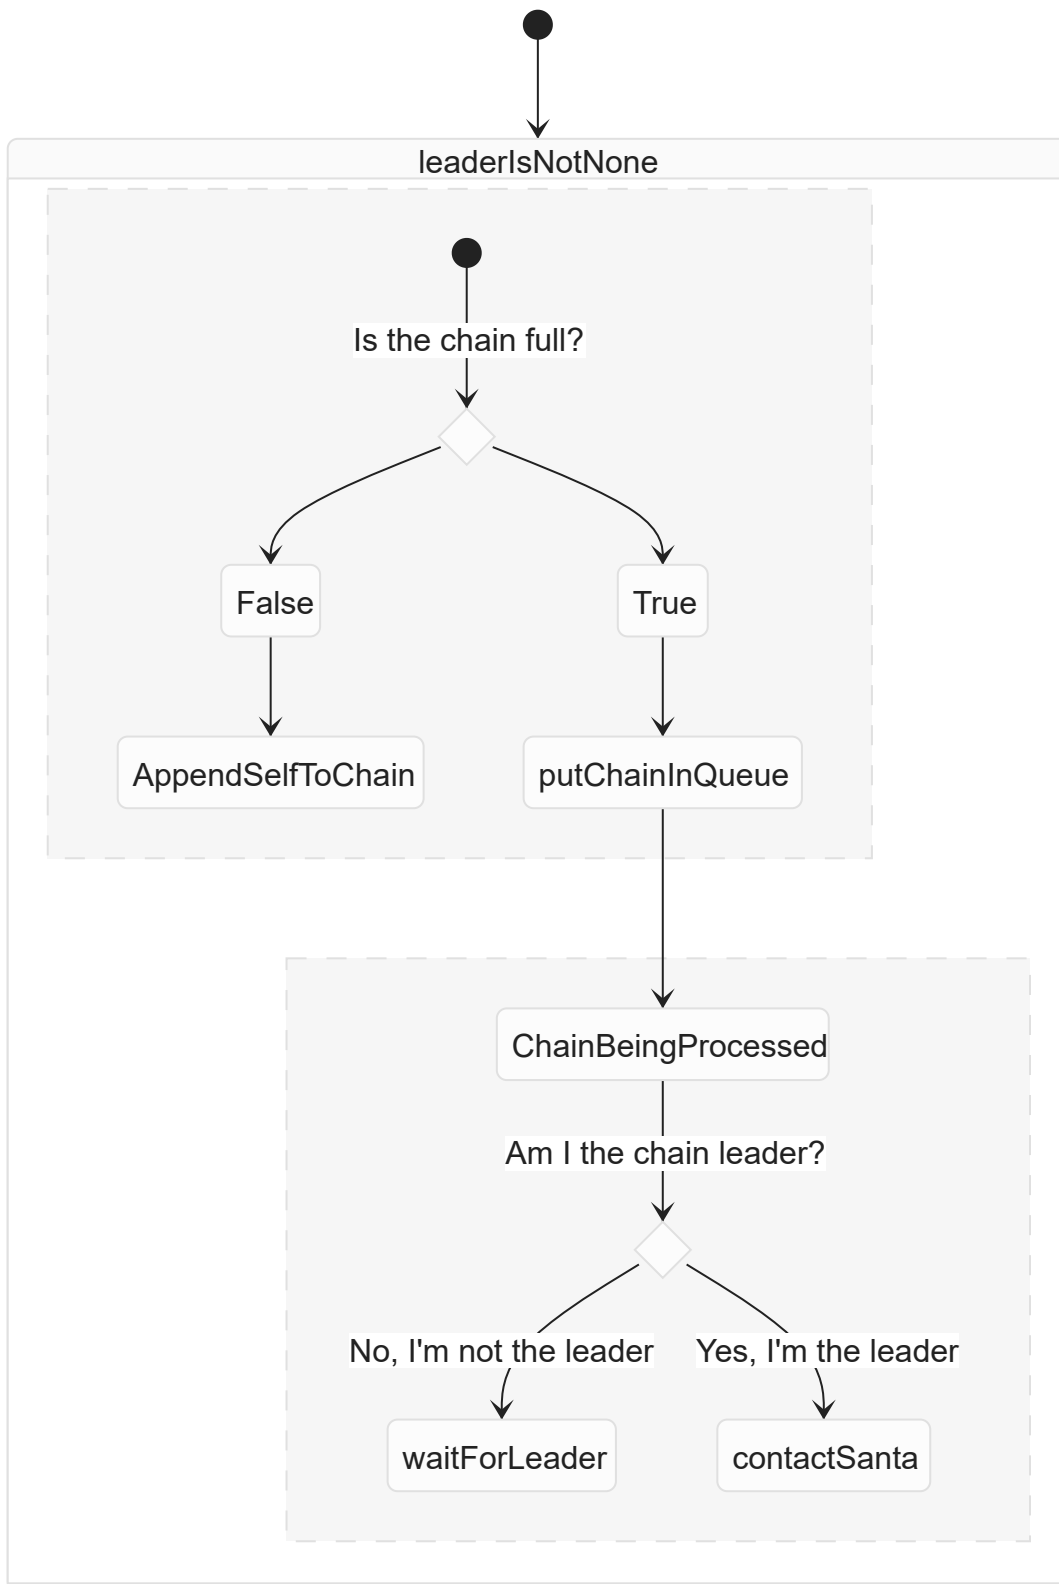 leaderIsNotNone
Is the chain full?
False
True
AppendSelfToChain
putChainInQueue
ChainBeingProcessed
Am I the chain leader?
No, I'm not the leader
Yes, I'm the leader
waitForLeader
contactSanta